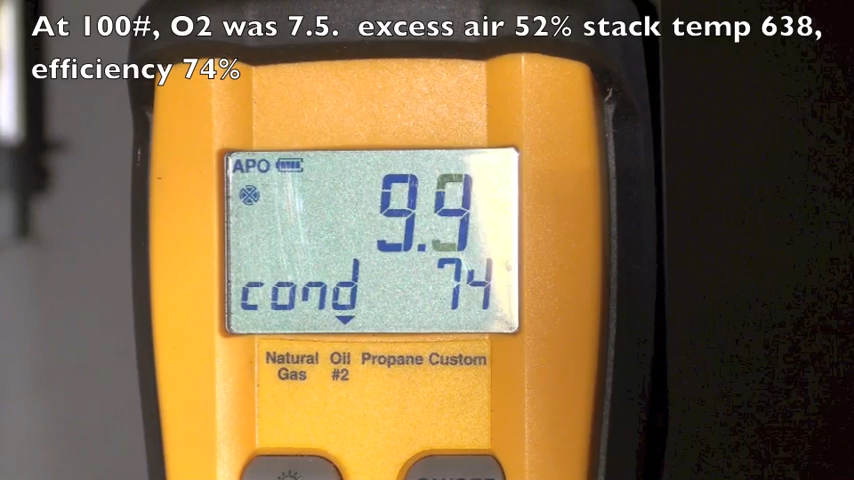 At 100#, O2 was 7.5.  excess air 52% stack temp 638,
efficiency 74%
APO
9.9
cond 74
Natural Gas Oil #2 Propane Custom